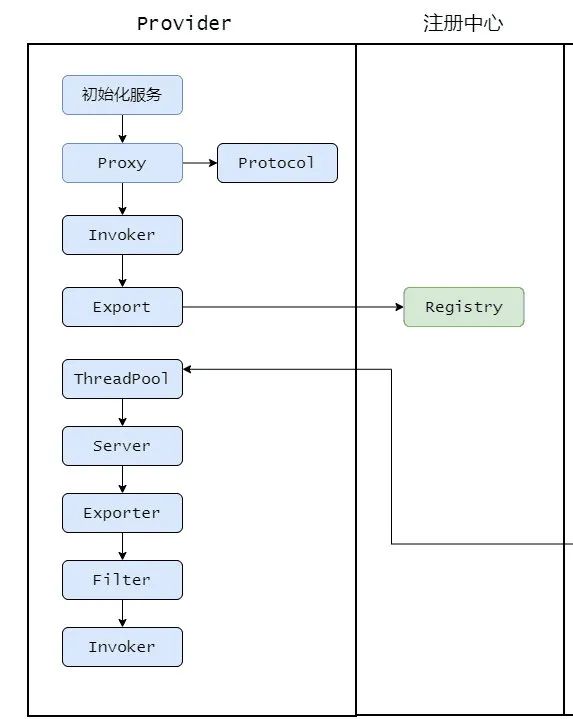 Provider
注册中心
初始化服务
Proxy
Protocol
Invoker
Export
Registry
ThreadPool
Server
Exporter
Filter
Invoker